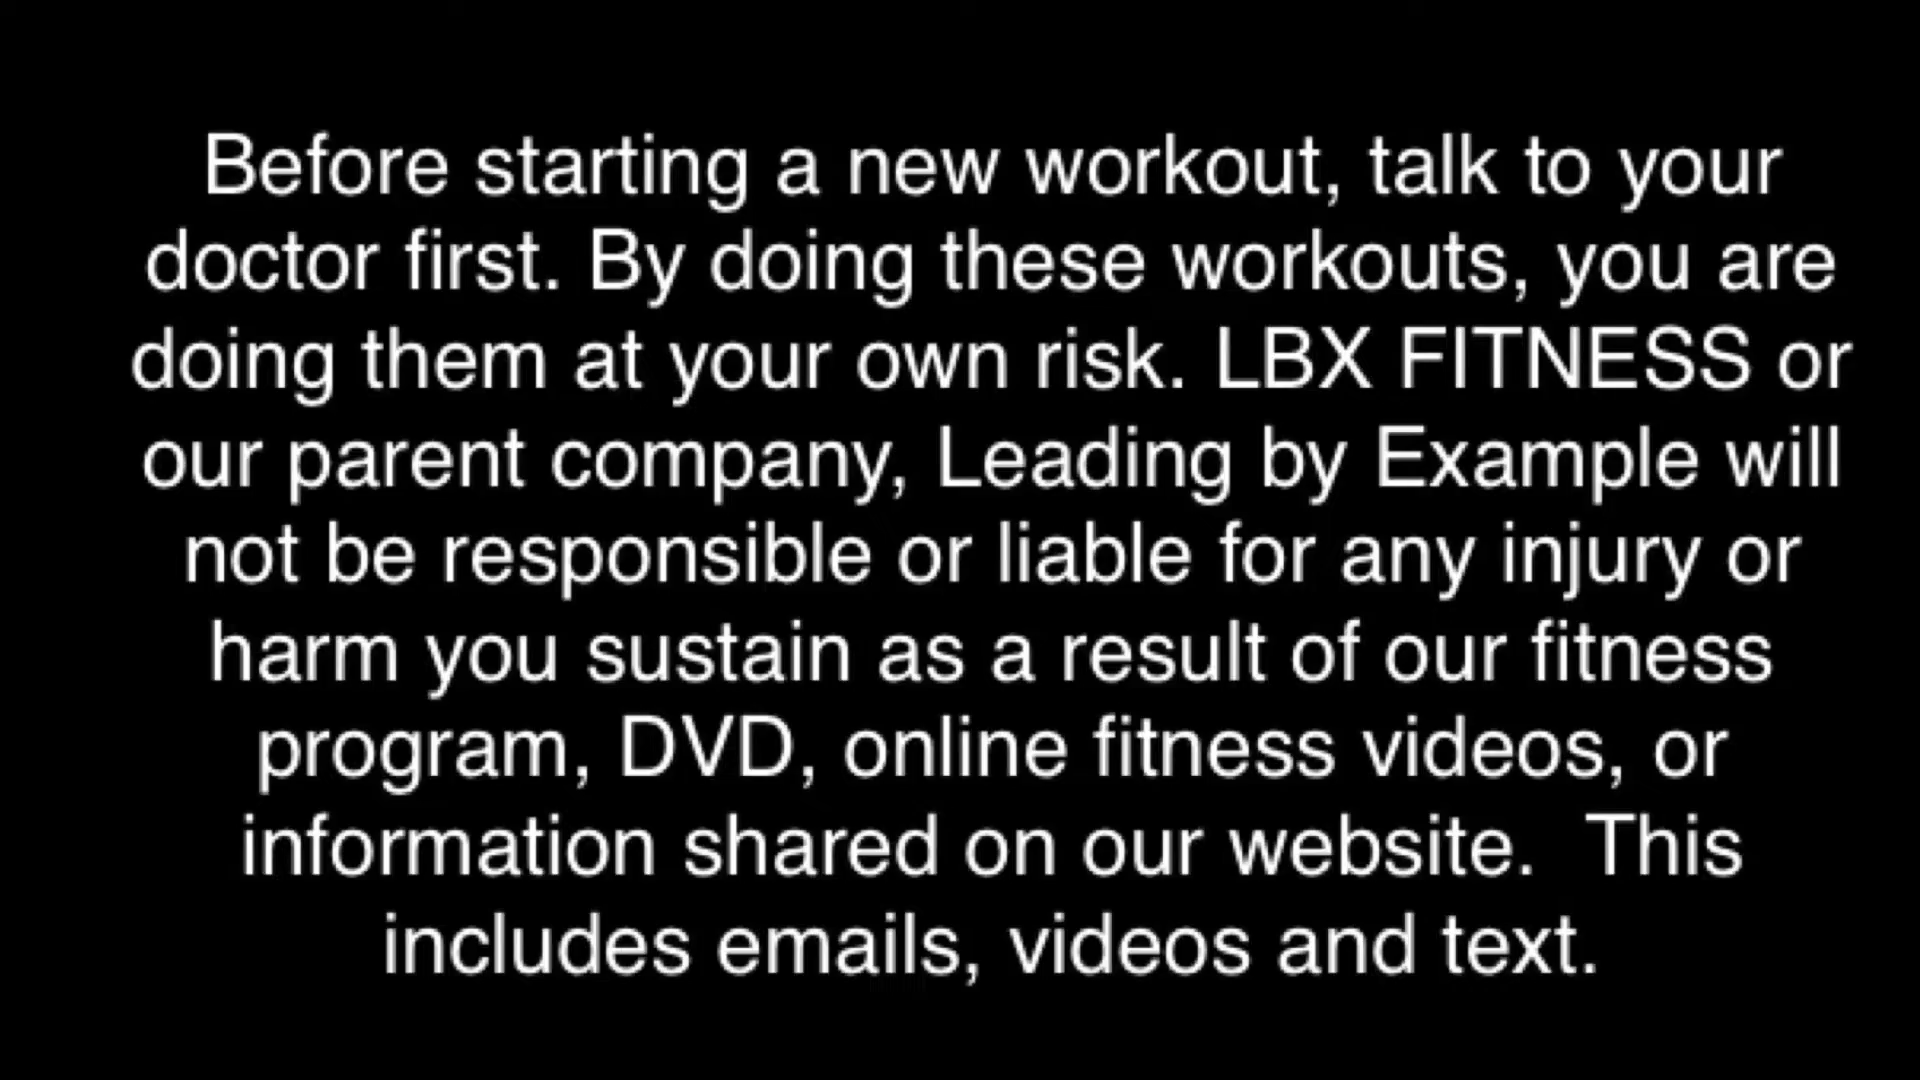 Before starting a new workout, talk to your
doctor first. By doing these workouts, you are
doing them at your own risk. LBX FITNESS or
our parent company, Leading by Example will
not be responsible or liable for any injury or
harm you sustain as a result of our fitness
program, DVD, online fitness videos, or
information shared on our website.  This
includes emails, videos and text.